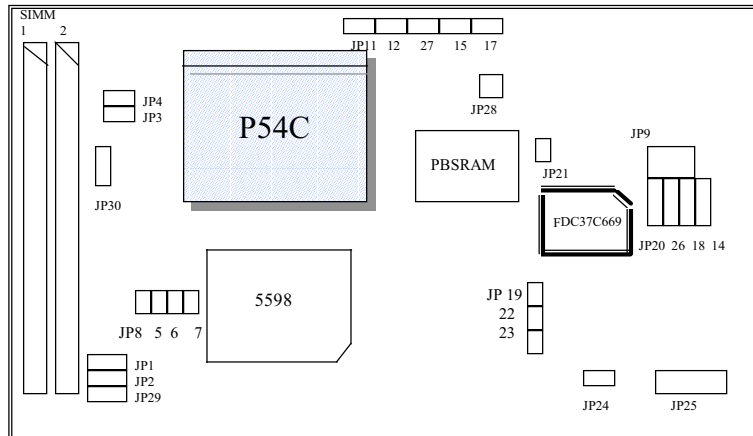 SIMM
1 2
JP11 12 27 15 17
JP4
JP3
P54C
JP28
JP9
PBSRAM
JP21
JP30
FDC37C669
JP20 26 18 14
5598
JP 19
22
23
JP8 5 6 7
JP1
JP2
JP29
JP24
JP25